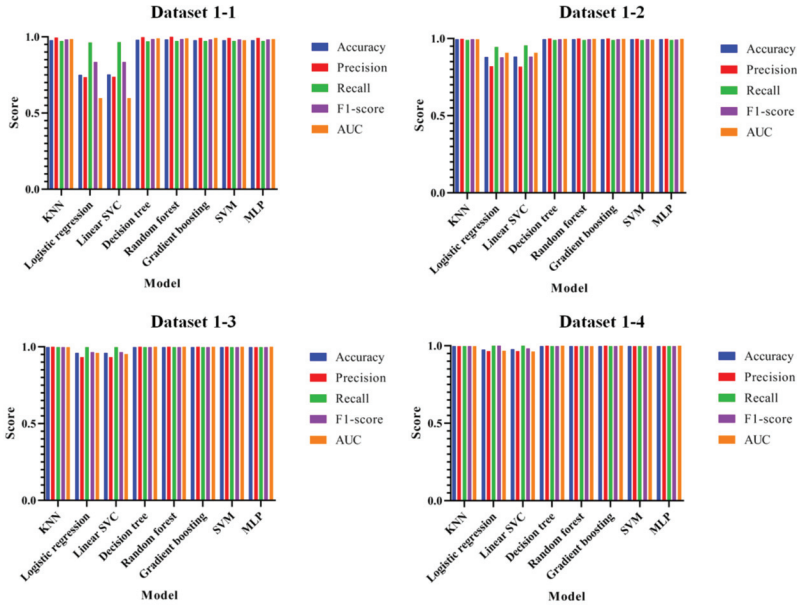 Dataset 1-1
1.0
0.5
0.0
Score
KNN
Logistic regression
Linear SVC
Decision tree
Random forest
Gradient boosting
SVM
MLP
Model
Accuracy
Precision
Recall
F1-score
AUC
Dataset 1-2
1.0
0.5
0.0
Score
KNN
Logistic regression
Linear SVC
Decision tree
Random forest
Gradient boosting
SVM
MLP
Model
Accuracy
Precision
Recall
F1-score
AUC
Dataset 1-3
1.0
0.5
0.0
Score
KNN
Logistic regression
Linear SVC
Decision tree
Random forest
Gradient boosting
SVM
MLP
Model
Accuracy
Precision
Recall
F1-score
AUC
Dataset 1-4
1.0
0.5
0.0
Score
KNN
Logistic regression
Linear SVC
Decision tree
Random forest
Gradient boosting
SVM
MLP
Model
Accuracy
Precision
Recall
F1-score
AUC